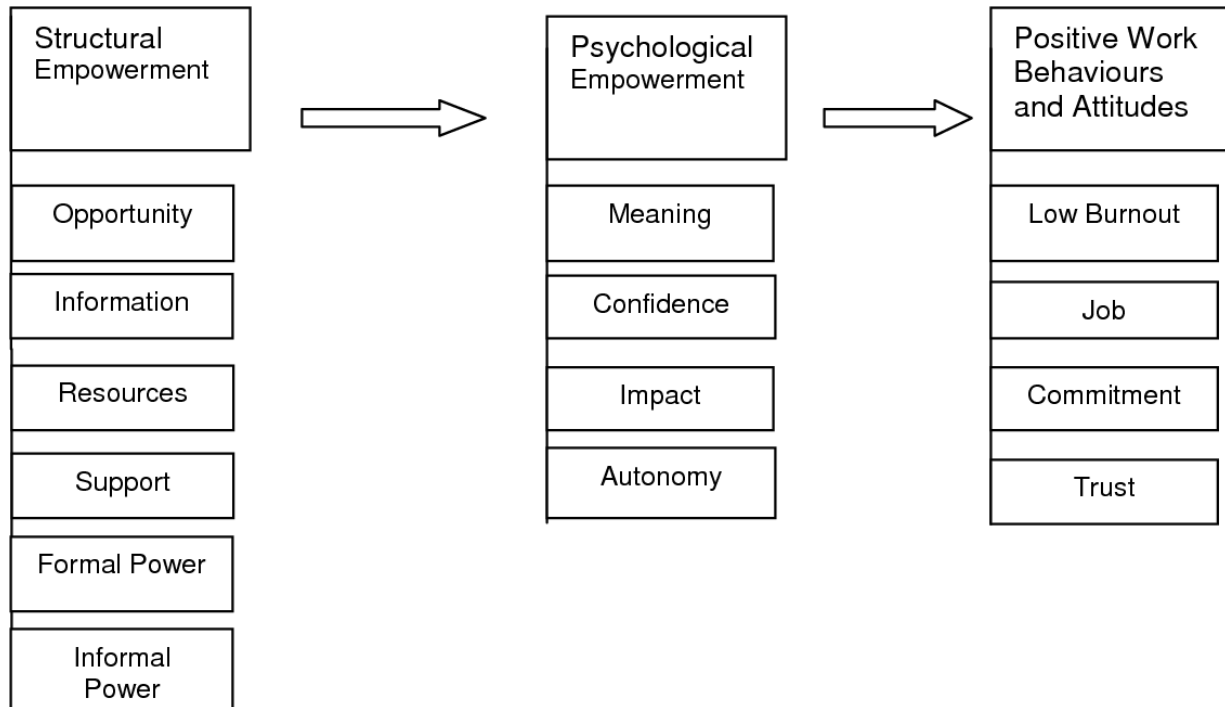 Structural
Empowerment
Opportunity
Information
Resources
Support
Formal Power
Informal
Power
Psychological
Empowerment
Meaning
Confidence
Impact
Autonomy
Positive Work
Behaviours
and Attitudes
Low Burnout
Job
Commitment
Trust